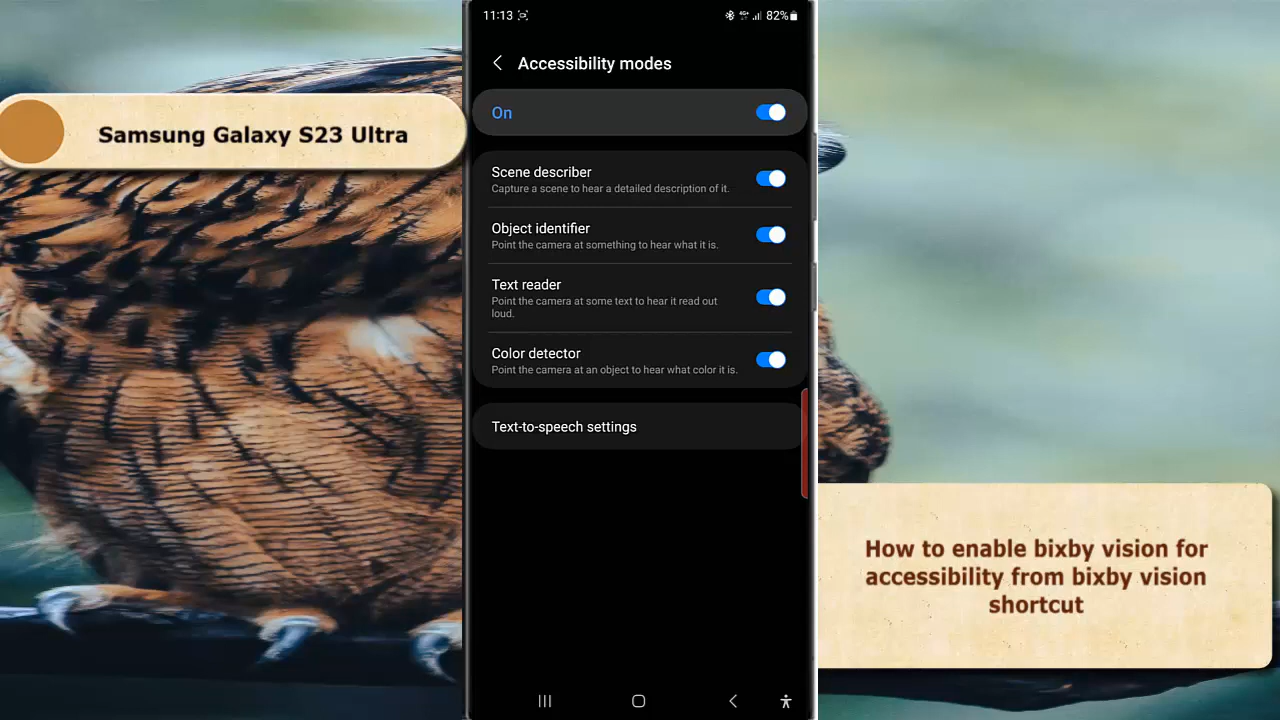 11:13
82%
Accessibility modes
Samsung Galaxy S23 Ultra
On
Scene describer
Capture a scene to hear a detailed description of it.
Object identifier
Point the camera at something to hear what it is.
Text reader
Point the camera at some text to hear it read out
loud.
Color detector
Point the camera at an object to hear what color it is.
Text-to-speech settings
How to enable bixby vision for
accessibility from bixby vision
shortcut